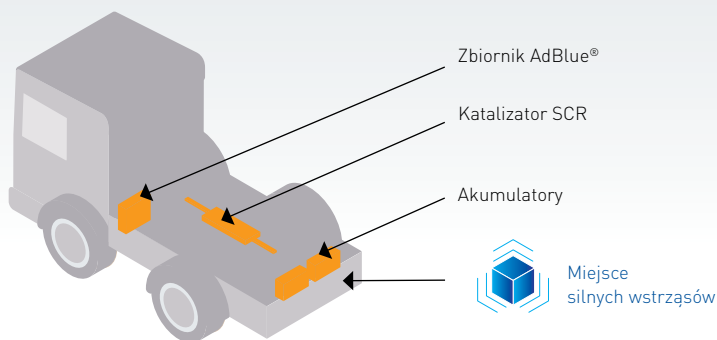 Zbiornik AdBlue®
Katalizator SCR
Akumulatory
Miejsce
silnych wstrząsów